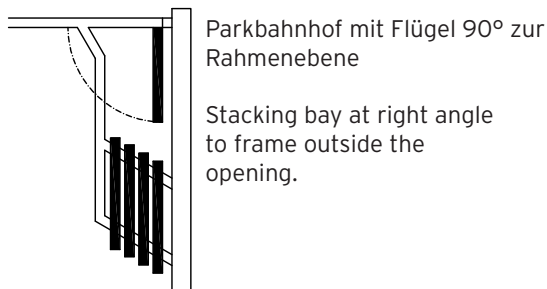 Parkbahnhof mit Flügel 90° zur
Rahmenebene
Stacking bay at right angle
to frame outside the
opening.